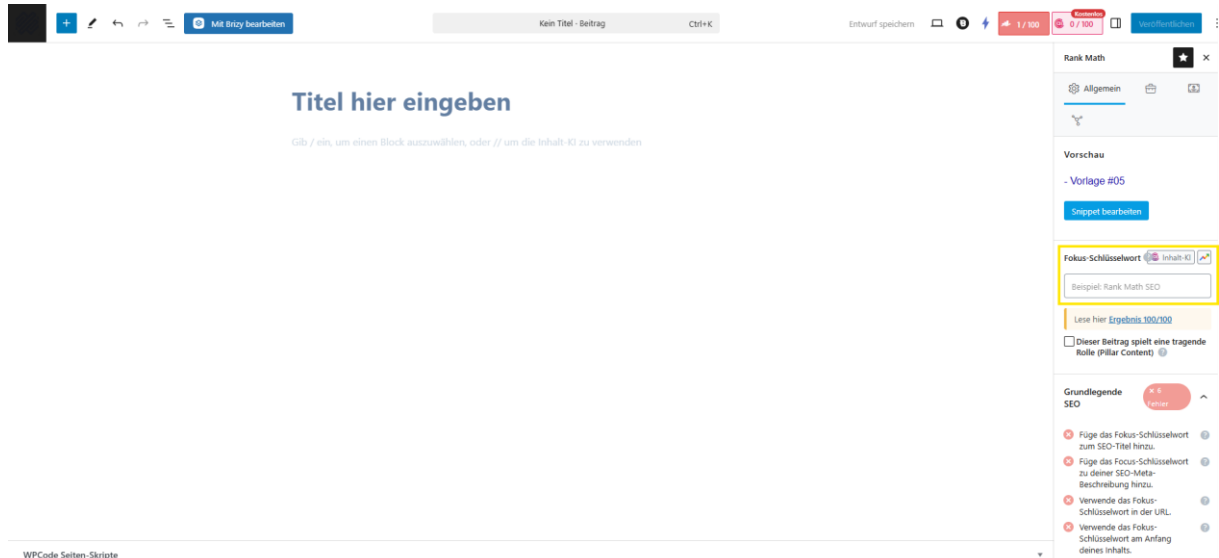 Mit Brizy bearbeiten
Kein Titel - Beitrag
Ctrl+K
Entwurf speichern
1 / 100
Kostenlos
0 / 100
Veröffentlichen
Rank Math
Allgemein
Titel hier eingeben
Gib / ein, um einen Block auszuwählen, oder // um die Inhalt-KI zu verwenden
Vorschau
- Vorlage #05
Snippet bearbeiten
Fokus-Schlüsselwort
Inhalt-KI
Beispiel: Rank Math SEO
Lese hier Ergebnis 100/100
Dieser Beitrag spielt eine tragende
Rolle (Pillar Content)
Grundlegende
SEO
× 6
Fehler
Füge das Fokus-Schlüsselwort
zum SEO-Titel hinzu.
Füge das Focus-Schlüsselwort
zu deiner SEO-Meta-
Beschreibung hinzu.
Verwende das Fokus-
Schlüsselwort in der URL.
Verwende das Fokus-
Schlüsselwort am Anfang
deines Inhalts.
WPCode Seiten-Skripte